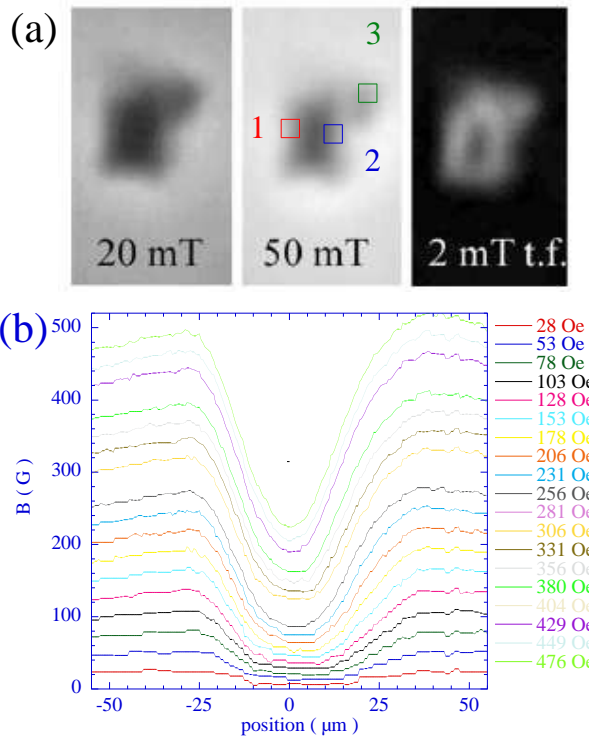 (a)
3
1
2
20 mT
50 mT
2 mT t.f.
(b)
500
400
300
200
100
0
B ( G )
-50
-25
0
25
50
position ( µm )
28 Oe
53 Oe
78 Oe
103 Oe
128 Oe
153 Oe
178 Oe
206 Oe
231 Oe
256 Oe
281 Oe
306 Oe
331 Oe
356 Oe
380 Oe
404 Oe
429 Oe
449 Oe
476 Oe